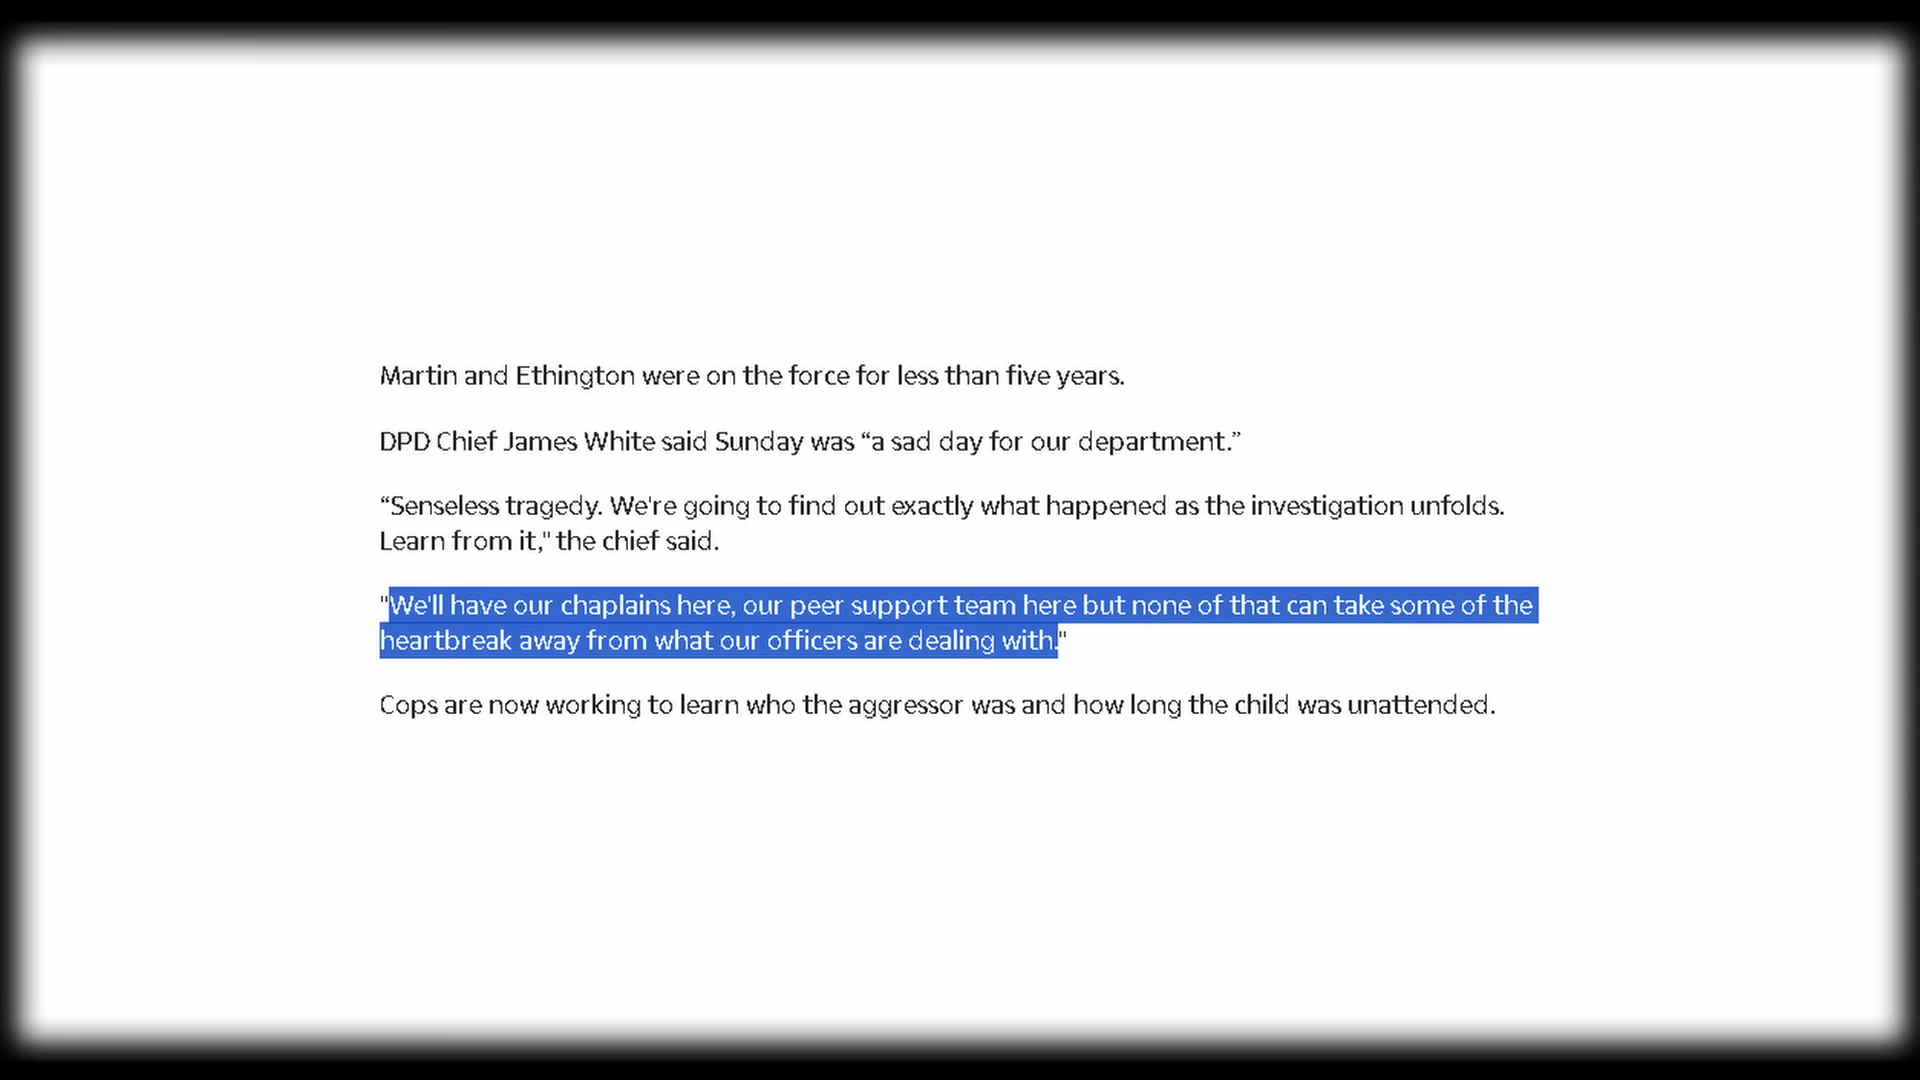 Martin and Ethington were on the force for less than five years.
DPD Chief James White said Sunday was “a sad day for our department.”
“Senseless tragedy. We're going to find out exactly what happened as the investigation unfolds.
Learn from it," the chief said.
"We'll have our chaplains here, our peer support team here but none of that can take some of the
heartbreak away from what our officers are dealing with."
Cops are now working to learn who the aggressor was and how long the child was unattended.